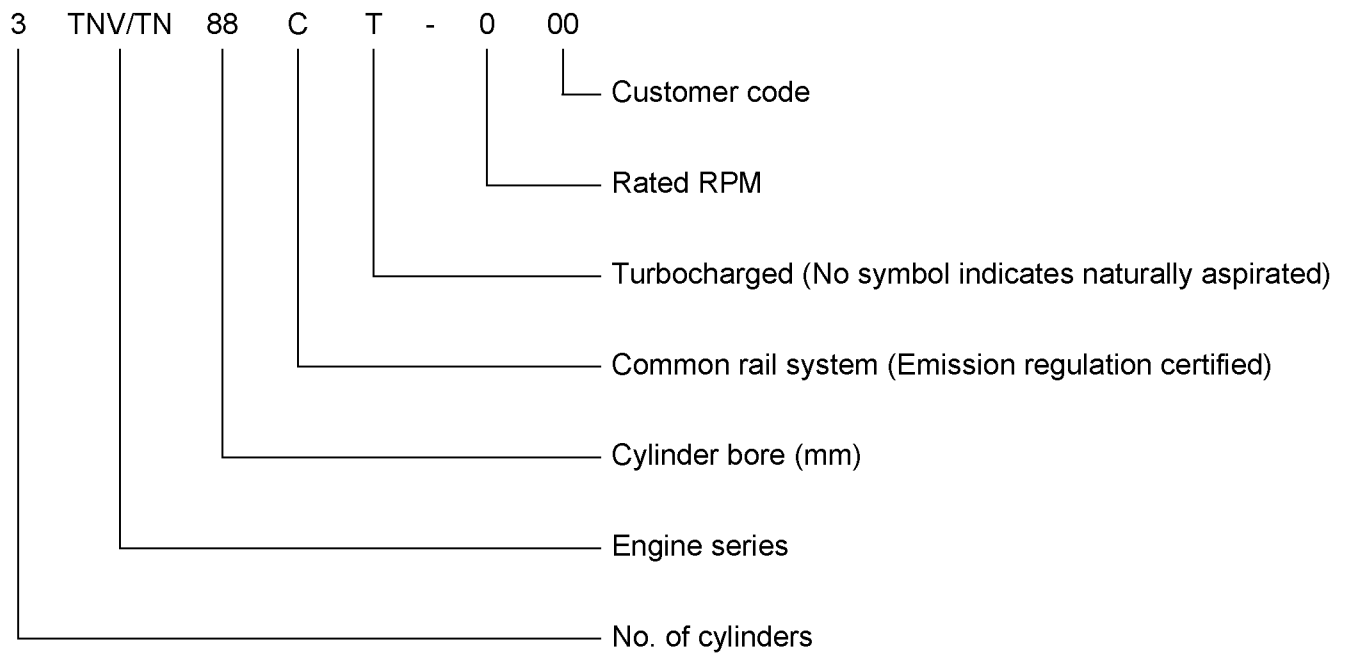 3 TNV/TN 88 C T - 0 00
Customer code
Rated RPM
Turbocharged (No symbol indicates naturally aspirated)
Common rail system (Emission regulation certified)
Cylinder bore (mm)
Engine series
No. of cylinders